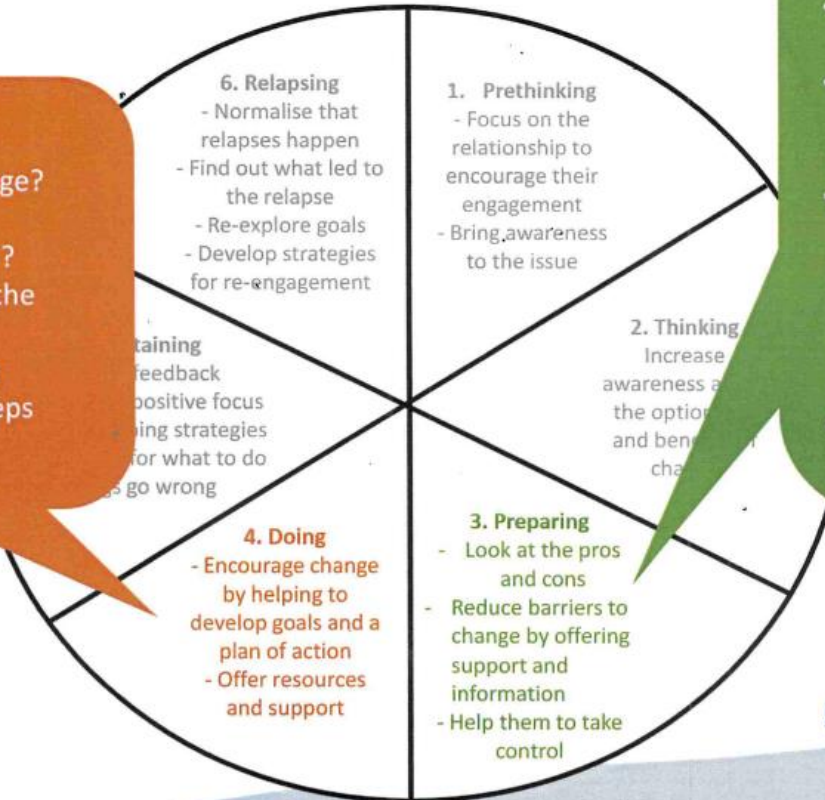 6. Relapsing
- Normalise that
relapses happen
- Find out what led to
the relapse
- Re-explore goals
- Develop strategies
for re-engagement
1. Prethinking
- Focus on the
relationship to
encourage their
engagement
- Bring awareness
to the issue
2. Thinking
Increase
awareness
the
and
3. Preparing
- Look at the pros
and cons
- Reduce barriers to
change by offering
support and
information
- Help them to take
control
4. Doing
- Encourage change
by helping to
develop goals and a
plan of action
- Offer resources
and support
taining
feedback
positive focus
ing strategies
for what to do
go wrong
ge?
?
the
eps